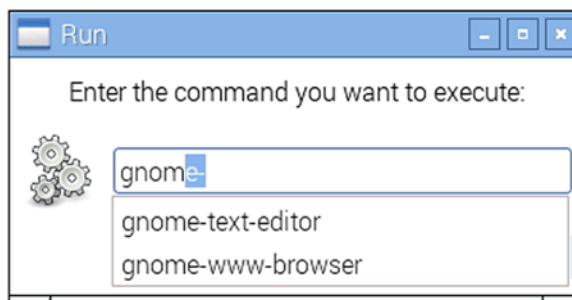 Run
Enter the command you want to execute:
gnome-
gnome-text-editor
gnome-www-browser